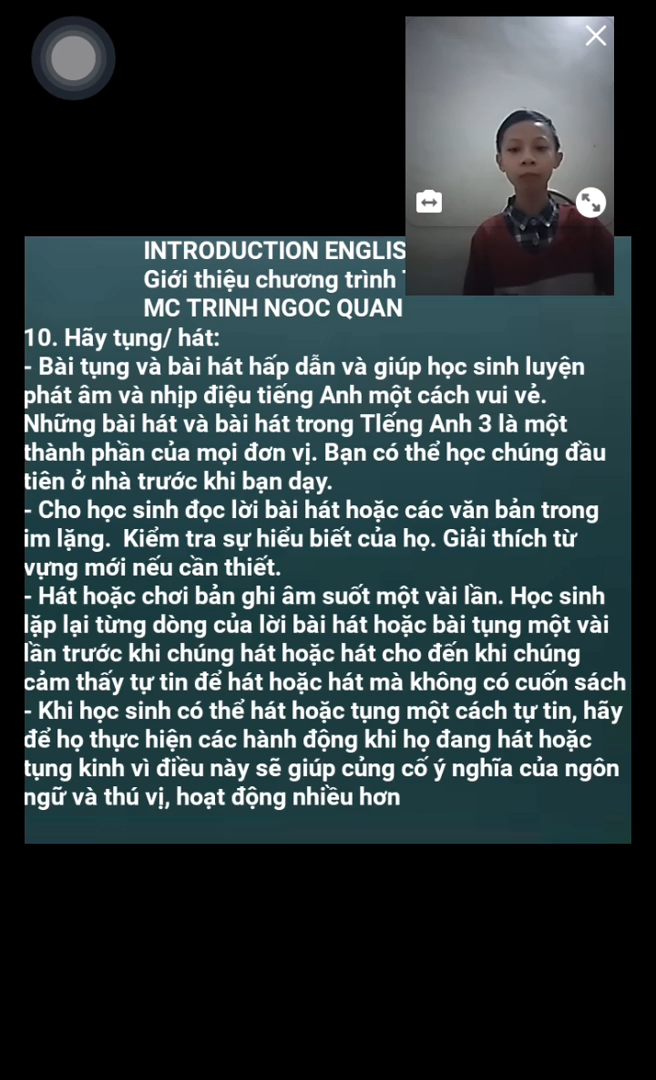 INTRODUCTION ENGLIS
Giới thiệu chương trình
MC TRINH NGOC QUAN
10. Hãy tụng/ hát:
- Bài tụng và bài hát hấp dẫn và giúp học sinh luyện
phát âm và nhịp điệu tiếng Anh một cách vui vẻ.
Những bài hát và bài hát trong TIếng Anh 3 là một
thành phần của mọi đơn vị. Bạn có thể học chúng đầu
tiên ở nhà trước khi bạn dạy.
- Cho học sinh đọc lời bài hát hoặc các văn bản trong
im lặng.  Kiểm tra sự hiểu biết của họ. Giải thích từ
vựng mới nếu cần thiết.
- Hát hoặc chơi bản ghi âm suốt một vài lần. Học sinh
lặp lại từng dòng của lời bài hát hoặc bài tụng một vài
lần trước khi chúng hát hoặc hát cho đến khi chúng
cảm thấy tự tin để hát hoặc hát mà không có cuốn sách
- Khi học sinh có thể hát hoặc tụng một cách tự tin, hãy
để họ thực hiện các hành động khi họ đang hát hoặc
tụng kinh vì điều này sẽ giúp củng cố ý nghĩa của ngôn
ngữ và thú vị, hoạt động nhiều hơn